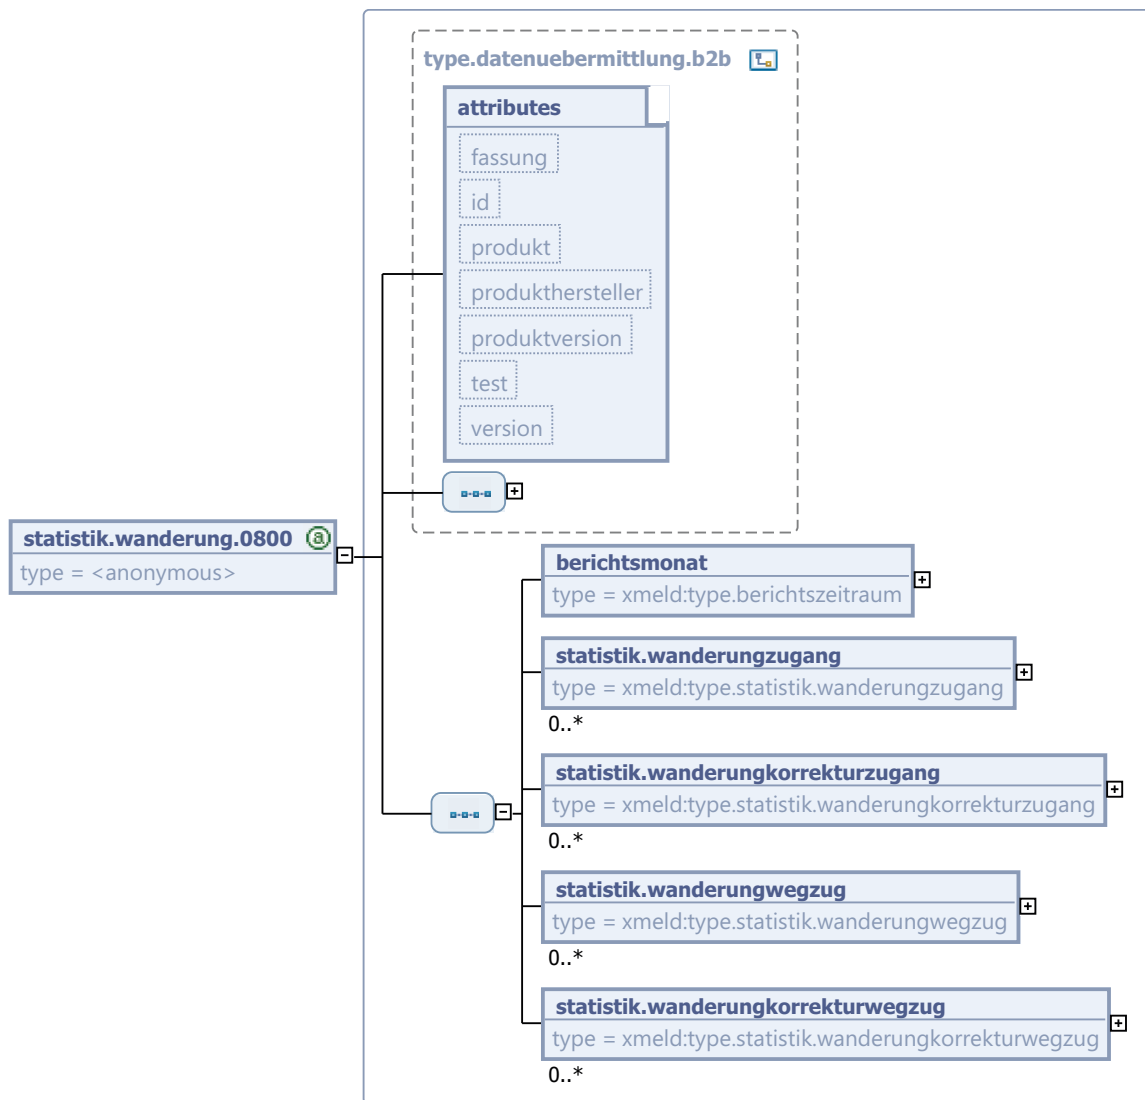 type.datenuebermittlung.b2b
attributes
fassung
id
produkt
produkthersteller
produktversion
test
version
statistik.wanderung.0800
type = <anonymous>
berichtsmonat
type = xmeld:type.berichtszeitraum
statistik.wanderungzugang
type = xmeld:type.statistik.wanderungzugang
0..*
statistik.wanderungkorrekturzugang
type = xmeld:type.statistik.wanderungkorrekturzugang
0..*
statistik.wanderungwegzug
type = xmeld:type.statistik.wanderungwegzug
0..*
statistik.wanderungkorrekturwegzug
type = xmeld:type.statistik.wanderungkorrekturwegzug
0..*